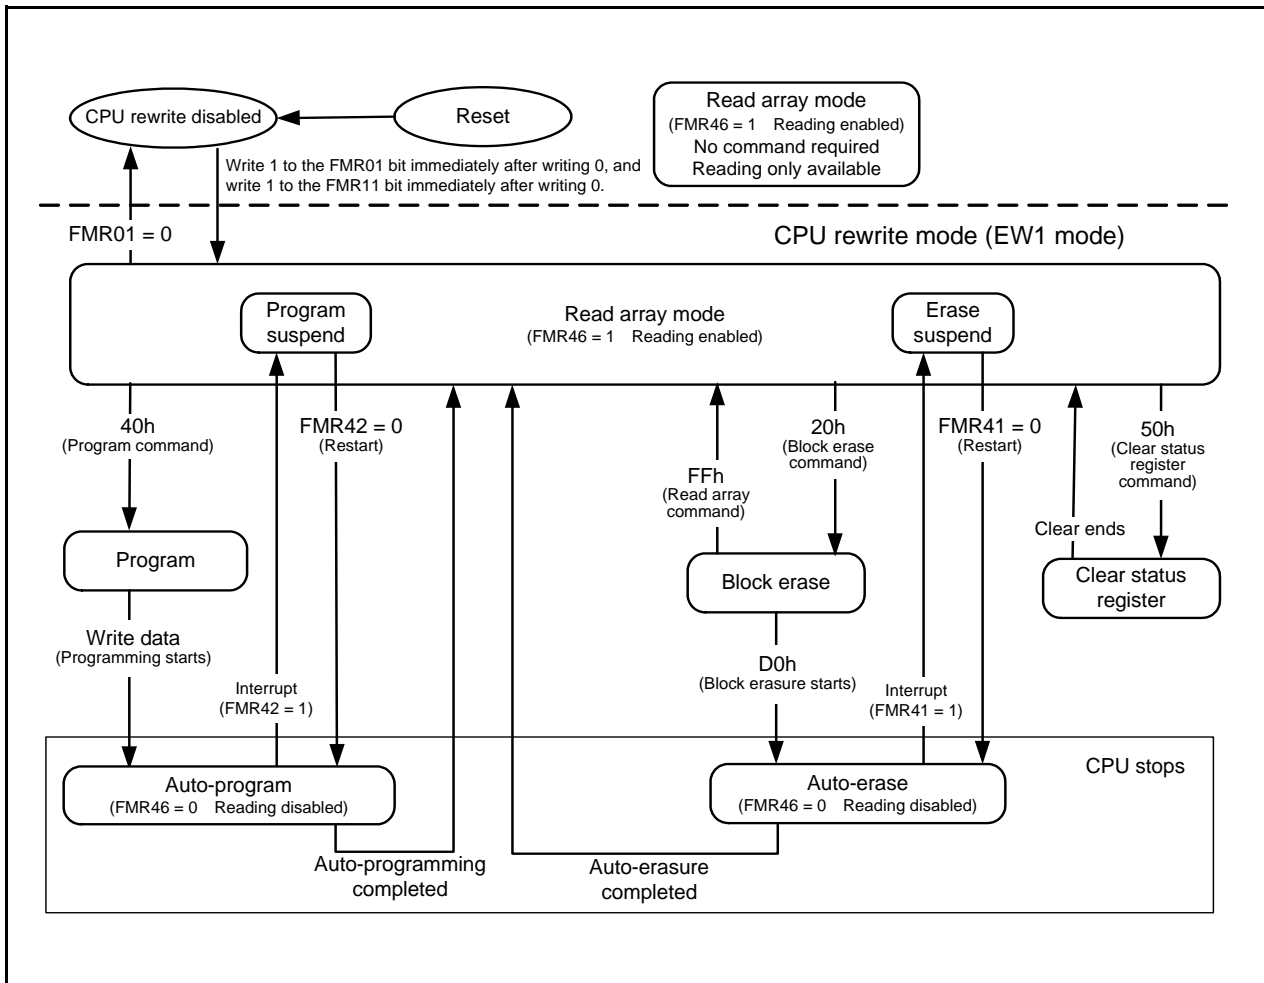 CPU rewrite disabled
Reset
Read array mode
(FMR46 = 1 Reading enabled)
No command required
Reading only available
Write 1 to the FMR01 bit immediately after writing 0, and
write 1 to the FMR11 bit immediately after writing 0.
FMR01 = 0
CPU rewrite mode (EW1 mode)
Program
suspend
Read array mode
(FMR46 = 1 Reading enabled)
Erase
suspend
40h
(Program command)
FMR42 = 0
(Restart)
FFh
(Read array
command)
20h
(Block erase
command)
FMR41 = 0
(Restart)
50h
(Clear status
register
command)
Clear ends
Program
Block erase
Clear status
register
Write data
(Programming starts)
Interrupt
(FMR42 = 1)
D0h
(Block erasure starts)
Interrupt
(FMR41 = 1)
CPU stops
Auto-program
(FMR46 = 0 Reading disabled)
Auto-erase
(FMR46 = 0 Reading disabled)
Auto-programming
completed
Auto-erasure
completed